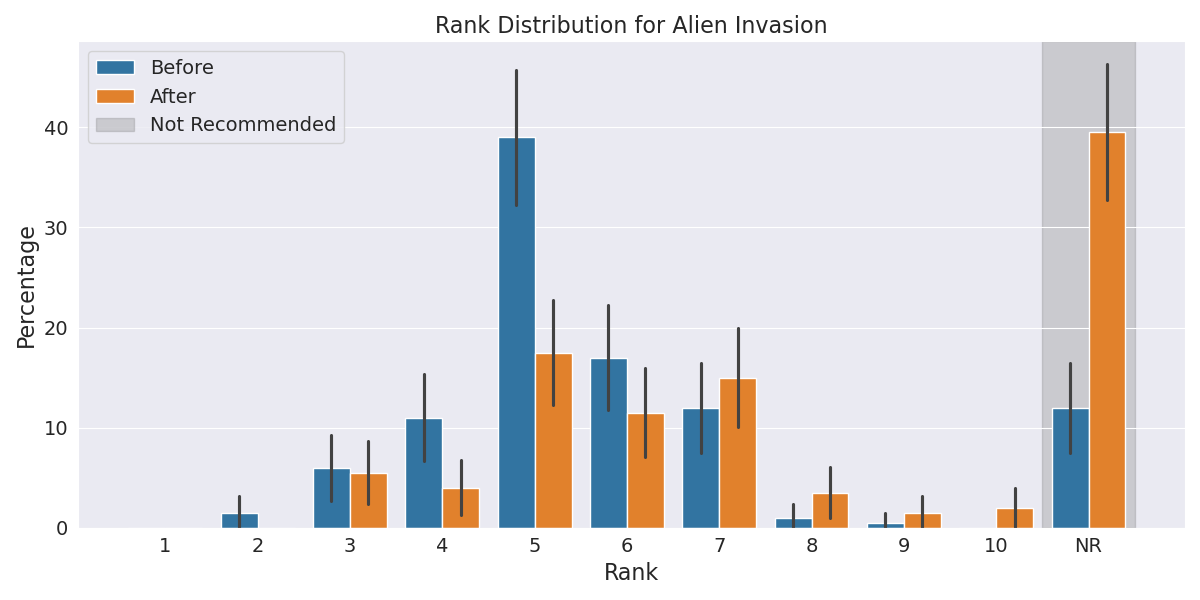 Rank Distribution for Alien Invasion
Before
After
Not Recommended
Percentage
40
30
20
10
0
1 2 3 4 5 6 7 8 9 10 NR
Rank